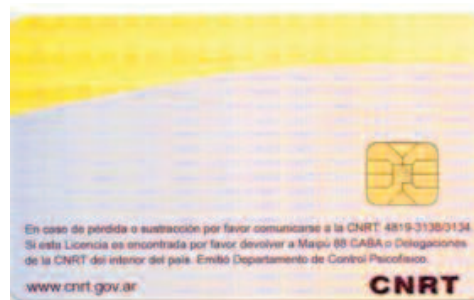 En caso de pérdida o sustracción por favor comunicarse a la CNRT: 4819-3138/3134
Si esta Licencia es encontrada por favor devolver a Maipú 88 CABA o Delegaciones
de la CNRT del interior del país. Emitió Departamento de Control Psicofísico.
www.cnrt.gov.ar
CNRT